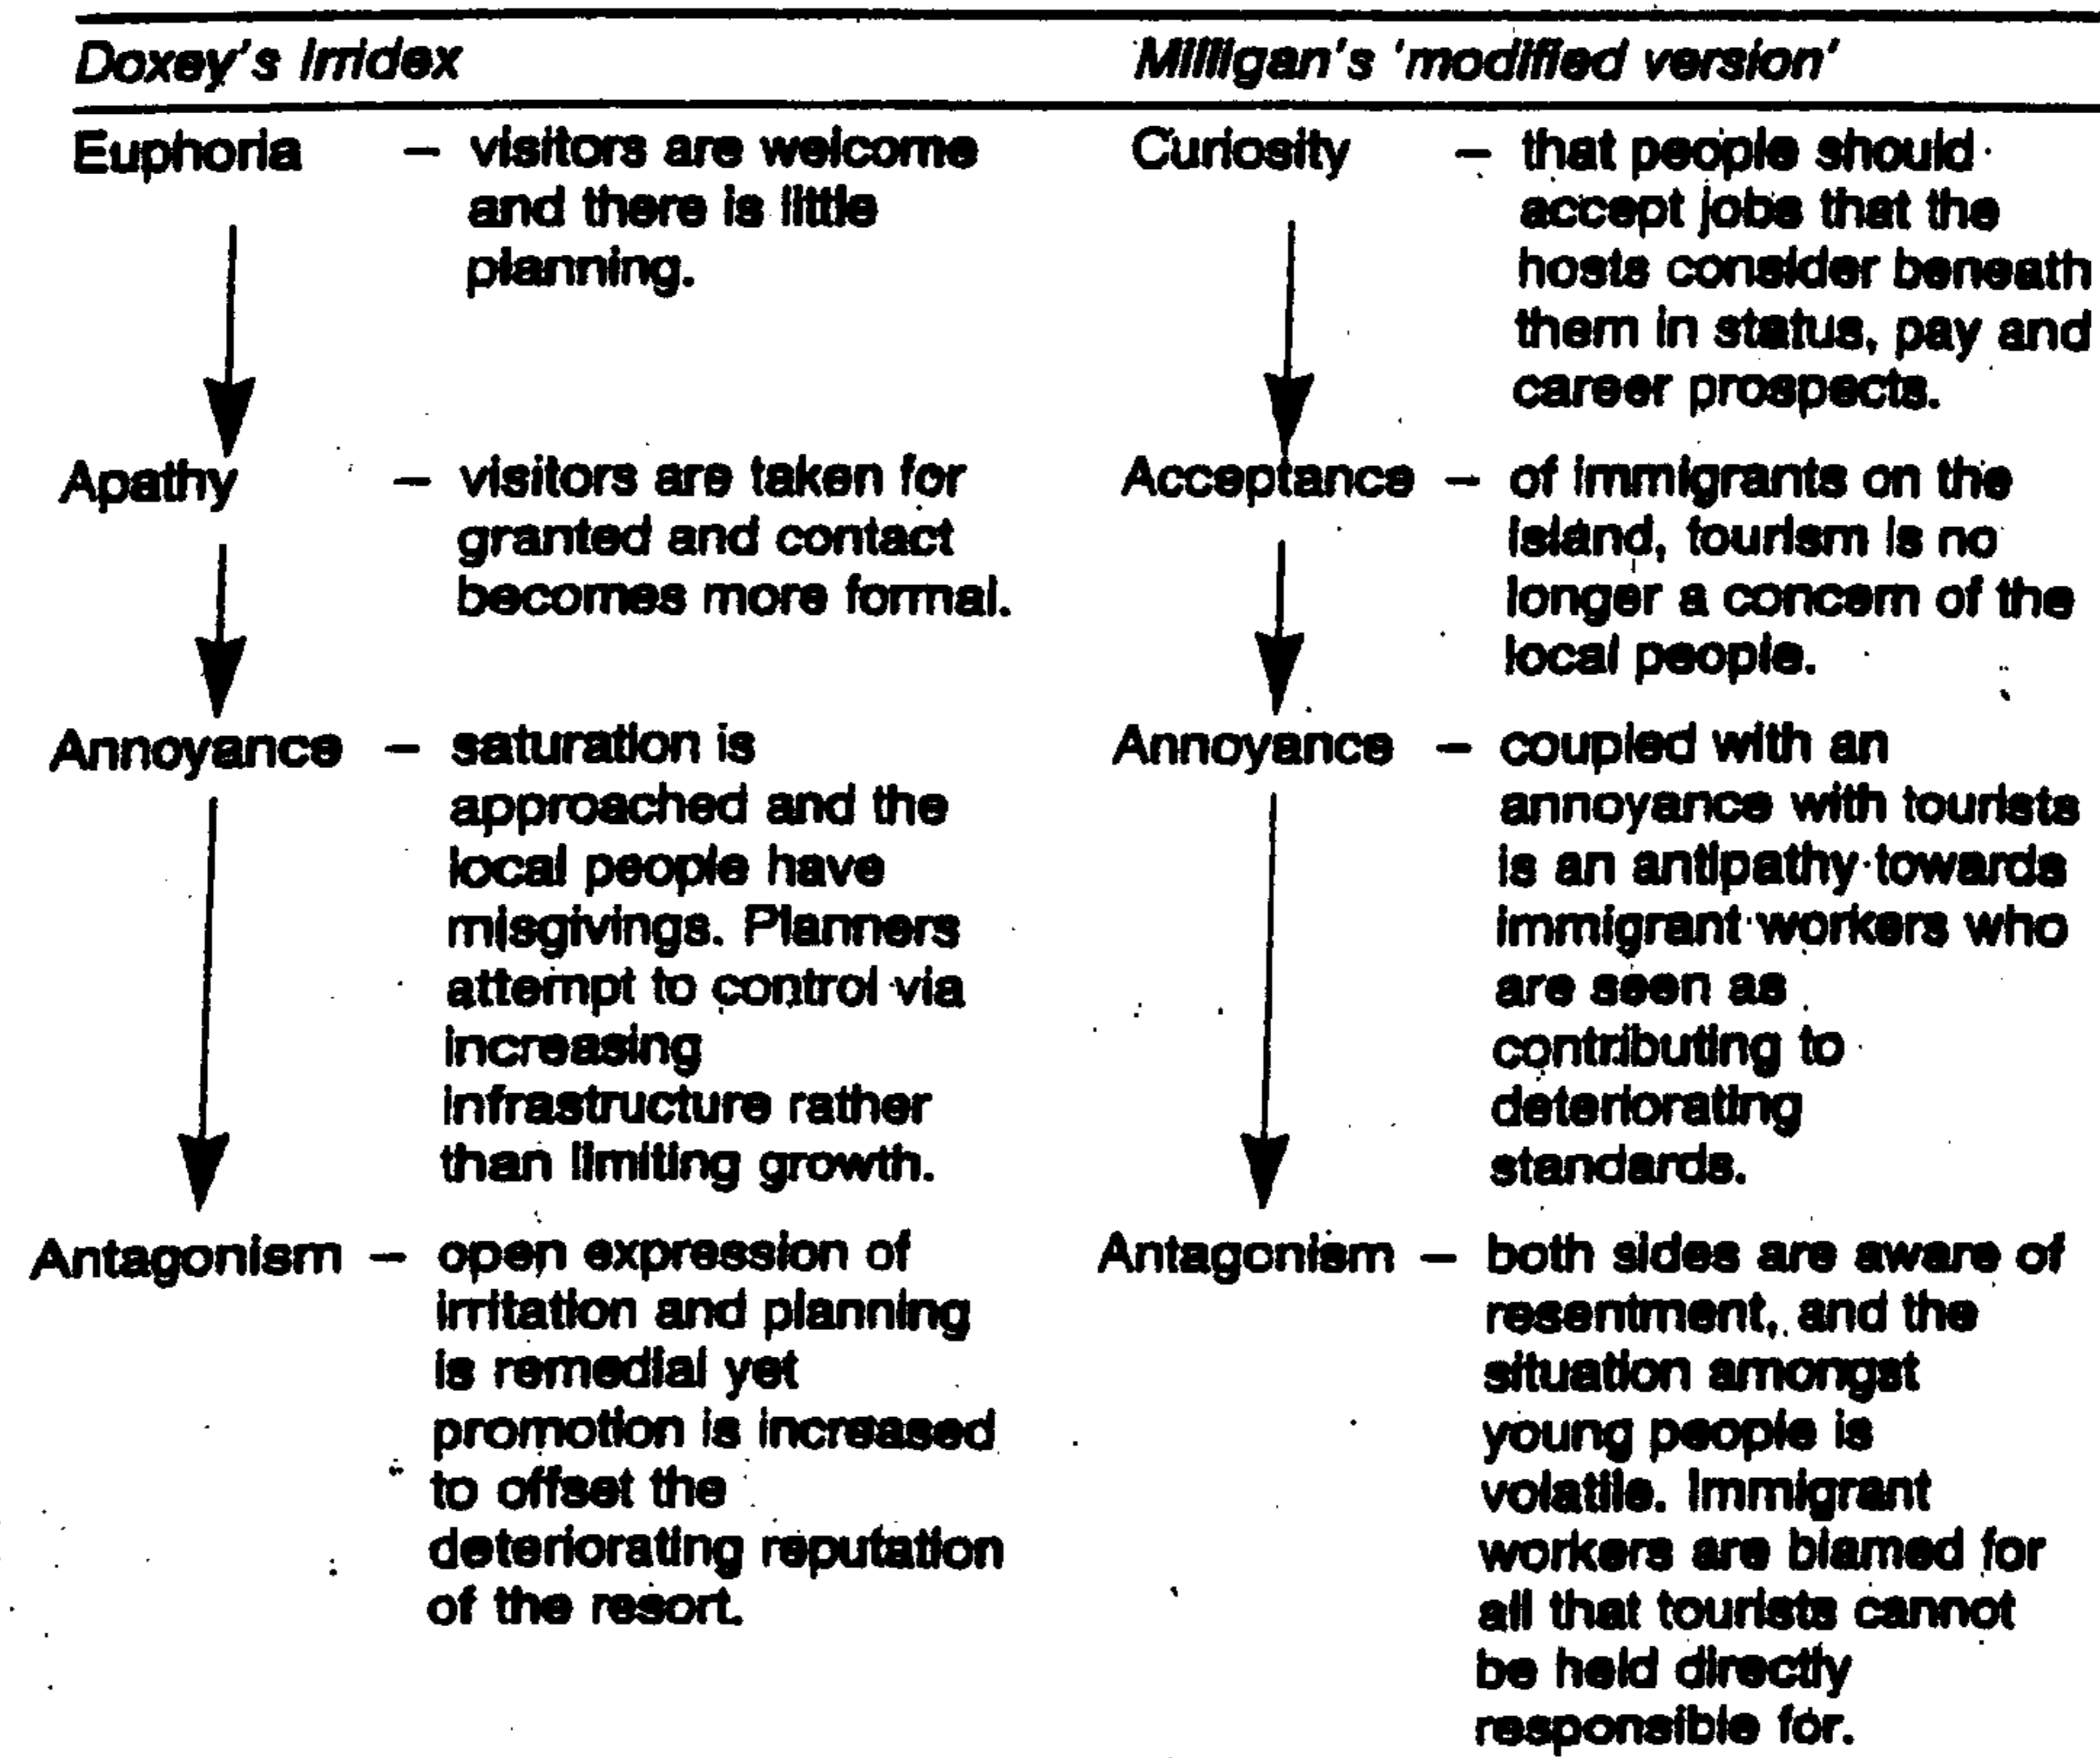 Doxey's Irridex
Euphoria – visitors are welcome
and there is little
planning.
Apathy – visitors are taken for
granted and contact
becomes more formal.
Annoyance – saturation is
approached and the
local people have
misgivings. Planners
attempt to control via
increasing
infrastructure rather
than limiting growth.
Antagonism – open expression of
irritation and planning
is remedial yet
promotion is increased
to offset the
deteriorating reputation
of the resort.
Milligan's 'modified version'
Curiosity – that people should
accept jobs that the
hosts consider beneath
them in status, pay and
career prospects.
Acceptance – of immigrants on the
island, tourism is no
longer a concern of the
local people.
Annoyance – coupled with an
annoyance with tourists
is an antipathy towards
immigrant workers who
are seen as
contributing to
deteriorating
standards.
Antagonism – both sides are aware of
resentment, and the
situation amongst
young people is
volatile. Immigrant
workers are blamed for
all that tourists cannot
be held directly
responsible for.